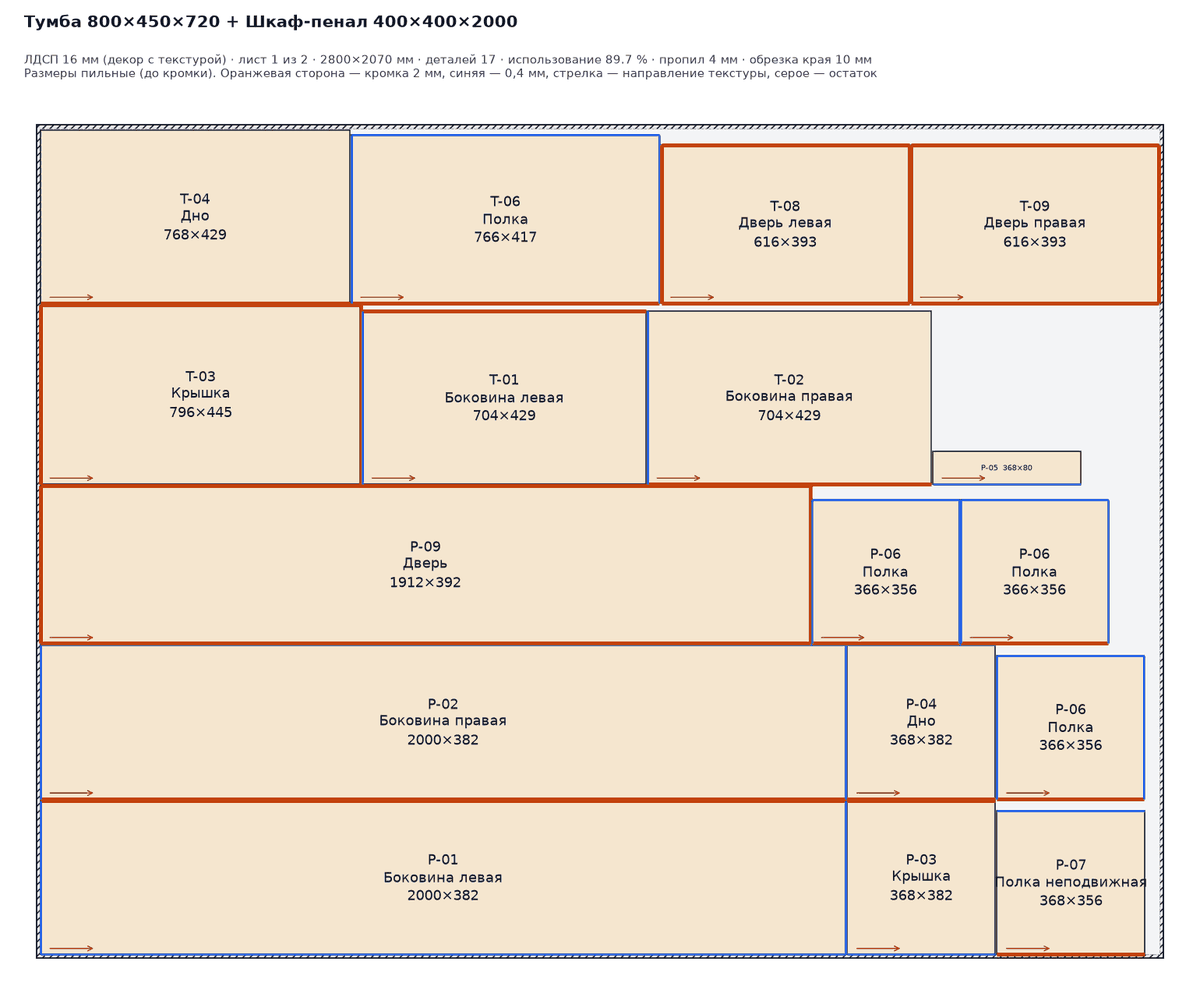 Тумба 800×450×720 + Шкаф-пенал 400×400×2000
ЛДСП 16 мм (декор с текстурой) · лист 1 из 2 · 2800×2070 мм · деталей 17 · использование 89.7 % · пропил 4 мм · обрезка края 10 мм
Размеры пильные (до кромки). Оранжевая сторона — кромка 2 мм, синяя — 0,4 мм, стрелка — направление текстуры, серое — остаток
Т-04
Дно
768×429
Т-06
Полка
766×417
Т-08
Дверь левая
616×393
Т-09
Дверь правая
616×393
Т-03
Крышка
796×445
Т-01
Боковина левая
704×429
Т-02
Боковина правая
704×429
Р-05 368×80
Р-09
Дверь
1912×392
Р-06
Полка
366×356
Р-06
Полка
366×356
Р-02
Боковина правая
2000×382
Р-04
Дно
368×382
Р-06
Полка
366×356
Р-01
Боковина левая
2000×382
Р-03
Крышка
368×382
Р-07
Полка неподвижная
368×356